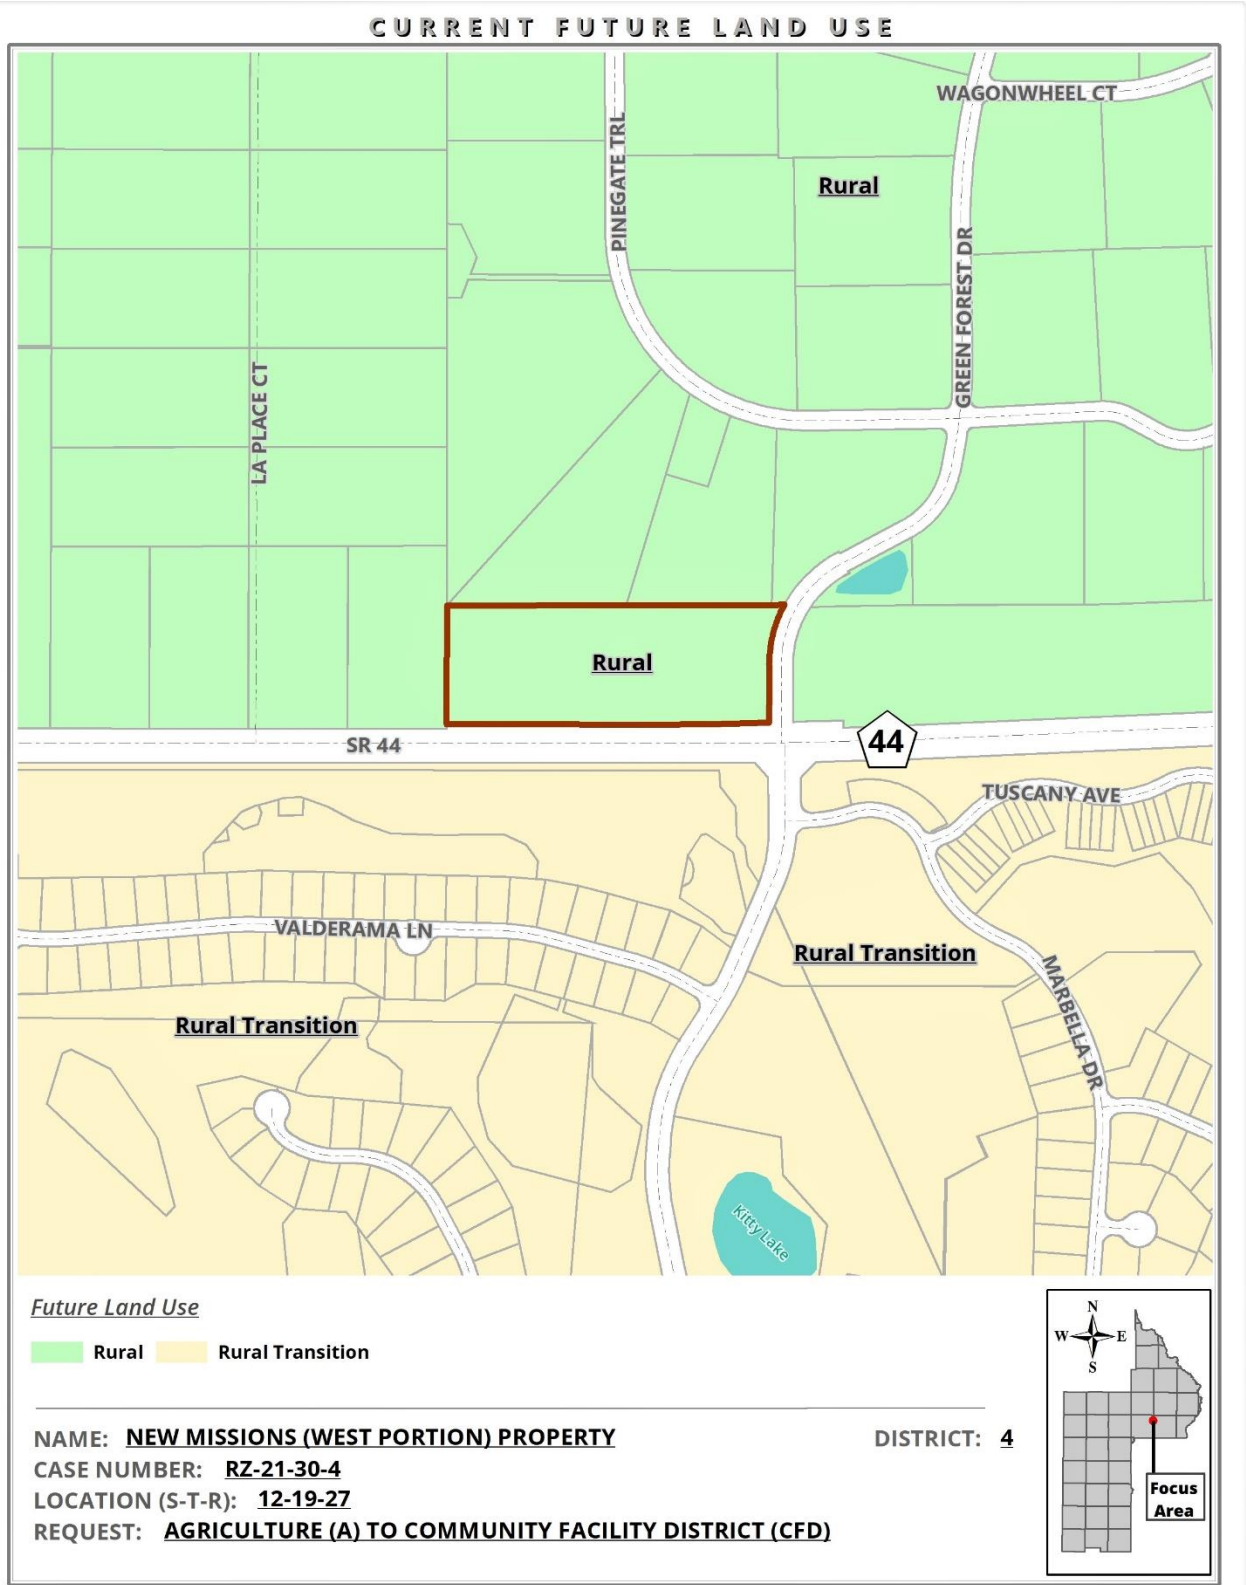 CURRENT FUTURE LAND USE
WAGONWHEEL CT
PINEGATE TRL
Rural
GREEN FOREST DR
LA PLACE CT
Rural
SR 44
44
TUSCANY AVE
VALDERAMA LN
Rural Transition
MARBELLA DR
Rural Transition
Kitty Lake
Future Land Use
Rural Rural Transition
N
W E
S
Focus
Area
NAME: NEW MISSIONS (WEST PORTION) PROPERTY DISTRICT: 4
CASE NUMBER: RZ-21-30-4
LOCATION (S-T-R): 12-19-27
REQUEST: AGRICULTURE (A) TO COMMUNITY FACILITY DISTRICT (CFD)